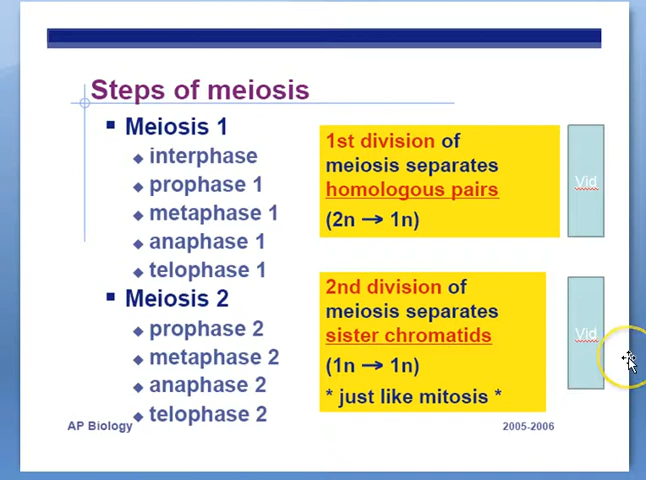 Steps of meiosis
Meiosis 1
interphase
prophase 1
metaphase 1
anaphase 1
telophase 1
Meiosis 2
prophase 2
metaphase 2
anaphase 2
telophase 2
1st division of
meiosis separates
homologous pairs
(2n → 1n)
Vid
2nd division of
meiosis separates
sister chromatids
(1n → 1n)
* just like mitosis *
Vid
AP Biology
2005-2006